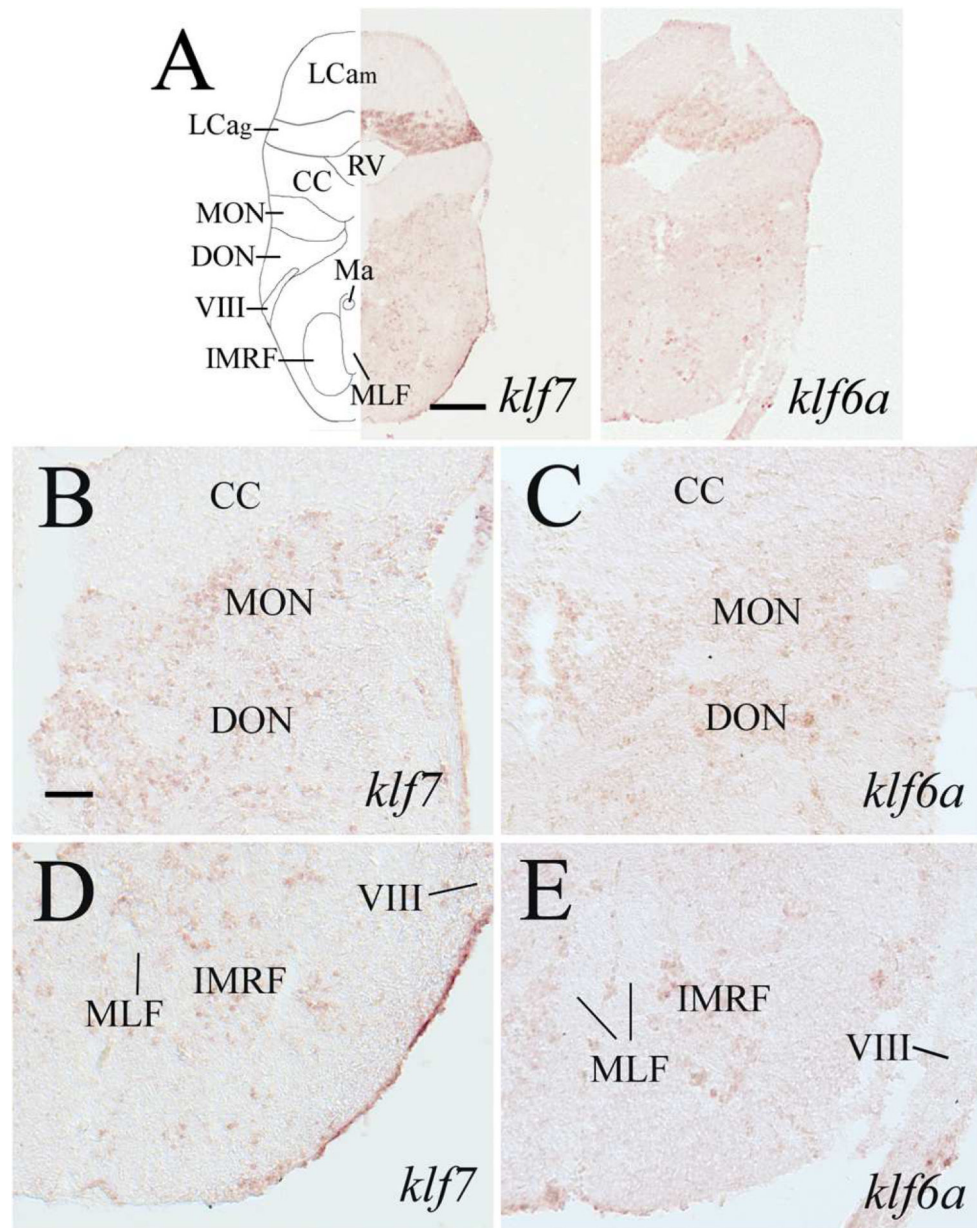 A
LCam
LCag
RV
CC
MON
DON
Ma
VIII
IMRF
MLF
klf7
klf6a
B
CC
MON
DON
klf7
C
CC
MON
DON
klf6a
D
VIII
IMRF
MLF
klf7
E
IMRF
MLF
VIII
klf6a